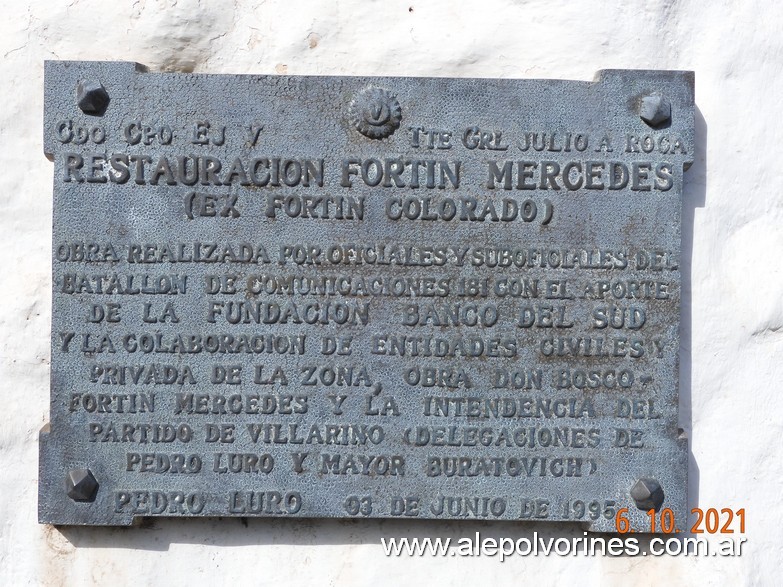 CDO CPO EJ V TTE GRL JULIO A ROCA
RESTAURACION FORTIN MERCEDES
(EX FORTIN COLORADO)
OBRA REALIZADA POR OFICIALES Y SUBOFICIALES DEL
BATALLON DE COMUNICACIONES 181 CON EL APORTE
DE LA FUNDACION BANCO DEL SUD
Y LA COLABORACION DE ENTIDADES CIVILES Y
PRIVADA DE LA ZONA, OBRA DON BOSCO-
FORTIN MERCEDES Y LA INTENDENCIA DEL
PARTIDO DE VILLARINO (DELEGACIONES DE
PEDRO LURO Y MAYOR BURATOVICH)
PEDRO LURO 03 DE JUNIO DE 1995
6.10.2021
www.alepolvorines.com.ar